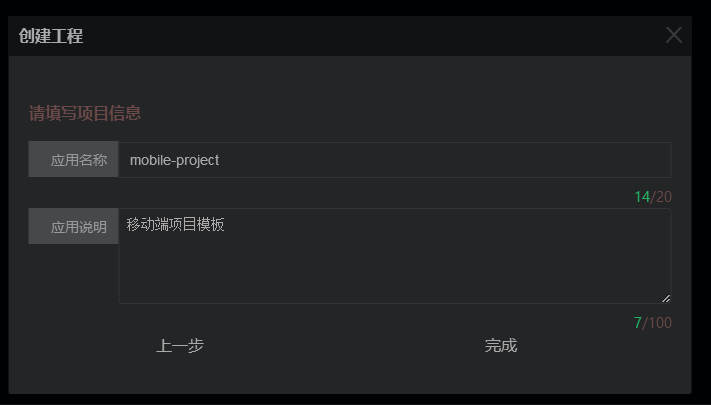 创建工程
请填写项目信息
应用名称 mobile-project
14/20
应用说明 移动端项目模板
7/100
上一步 完成